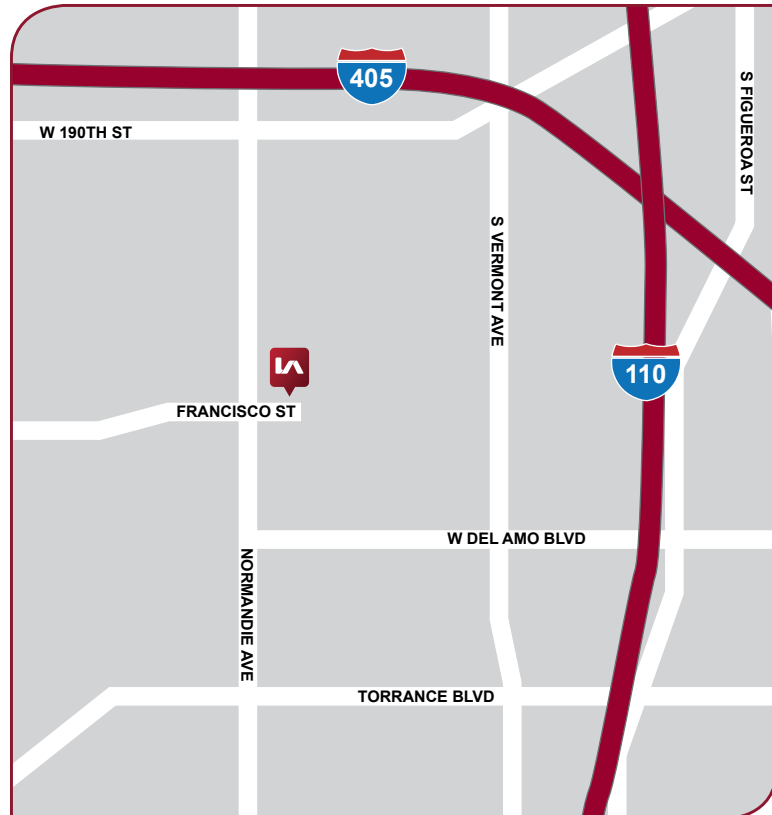 405
W 190TH ST
S FIGUEROA ST
S VERMONT AVE
110
FRANCISCO ST
W DEL AMO BLVD
NORMANDIE AVE
TORRANCE BLVD